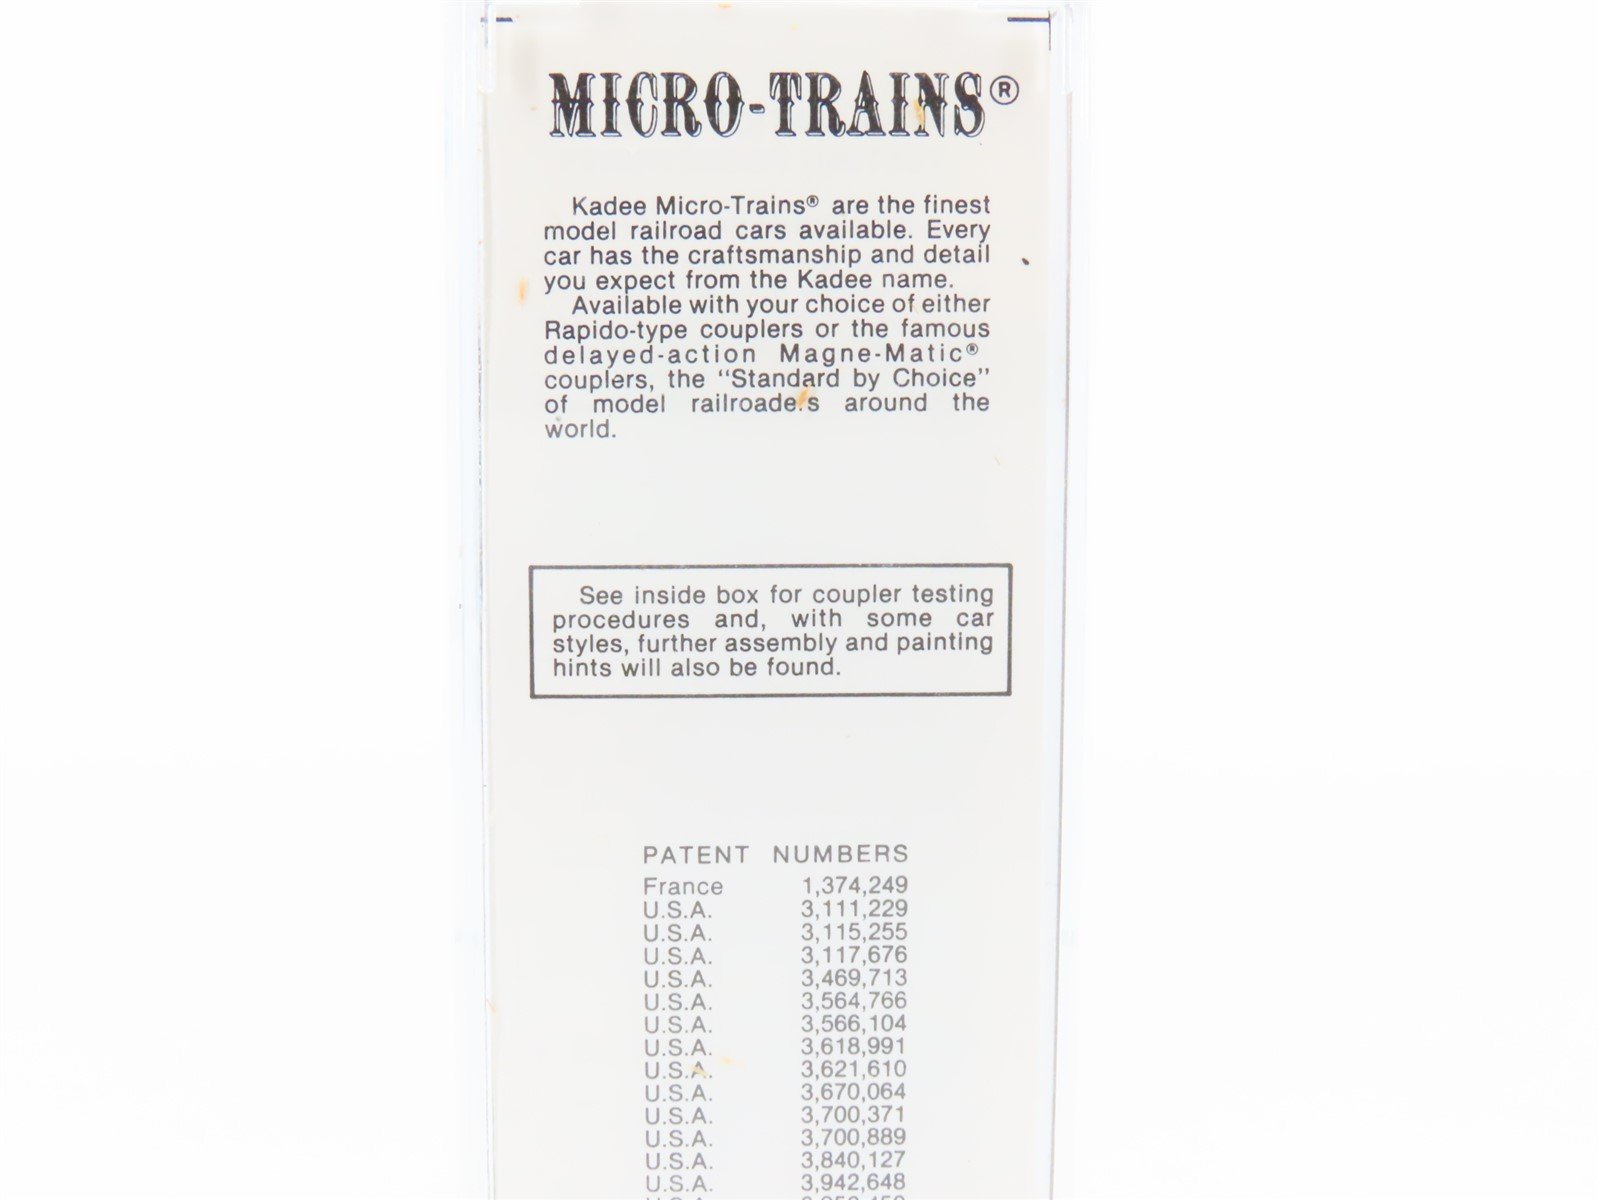 MICRO-TRAINS®
Kadee Micro-Trains® are the finest
model railroad cars available. Every
car has the craftsmanship and detail
you expect from the Kadee name.
Available with your choice of either
Rapido-type couplers or the famous
delayed-action Magne-Matic®
couplers, the “Standard by Choice”
of model railroaders around the
world.
See inside box for coupler testing
procedures and, with some car
styles, further assembly and painting
hints will also be found.
PATENT NUMBERS
France 1,374,249
U.S.A. 3,111,229
U.S.A. 3,115,255
U.S.A. 3,117,676
U.S.A. 3,469,713
U.S.A. 3,564,766
U.S.A. 3,566,104
U.S.A. 3,618,991
U.S.A. 3,621,610
U.S.A. 3,670,064
U.S.A. 3,700,371
U.S.A. 3,700,889
U.S.A. 3,840,127
U.S.A. 3,942,648